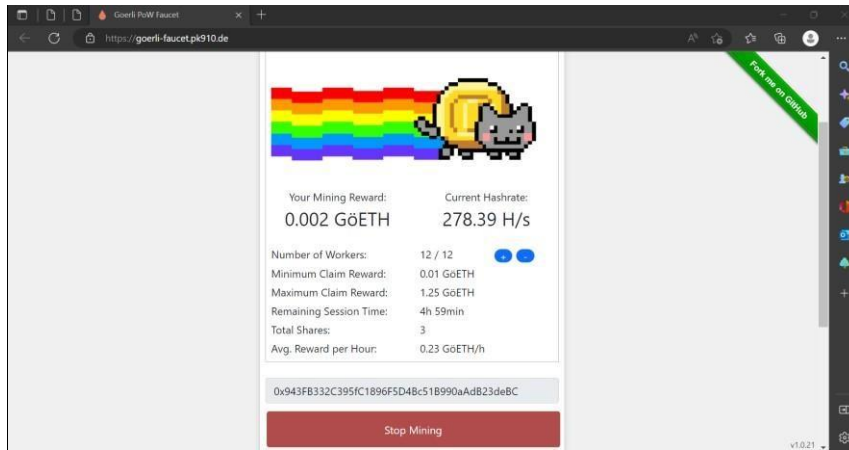 Goerli PoW Faucet
https://goerli-faucet.pk910.de
Fork me on GitHub
Your Mining Reward: Current Hashrate:
0.002 GöETH 278.39 H/s
Number of Workers: 12 / 12 + -
Minimum Claim Reward: 0.01 GöETH
Maximum Claim Reward: 1.25 GöETH
Remaining Session Time: 4h 59min
Total Shares: 3
Avg. Reward per Hour: 0.23 GöETH/h
0x943FB332C395fC1896F5D4Bc51B990aAdB23deBC
Stop Mining
v1.0.21